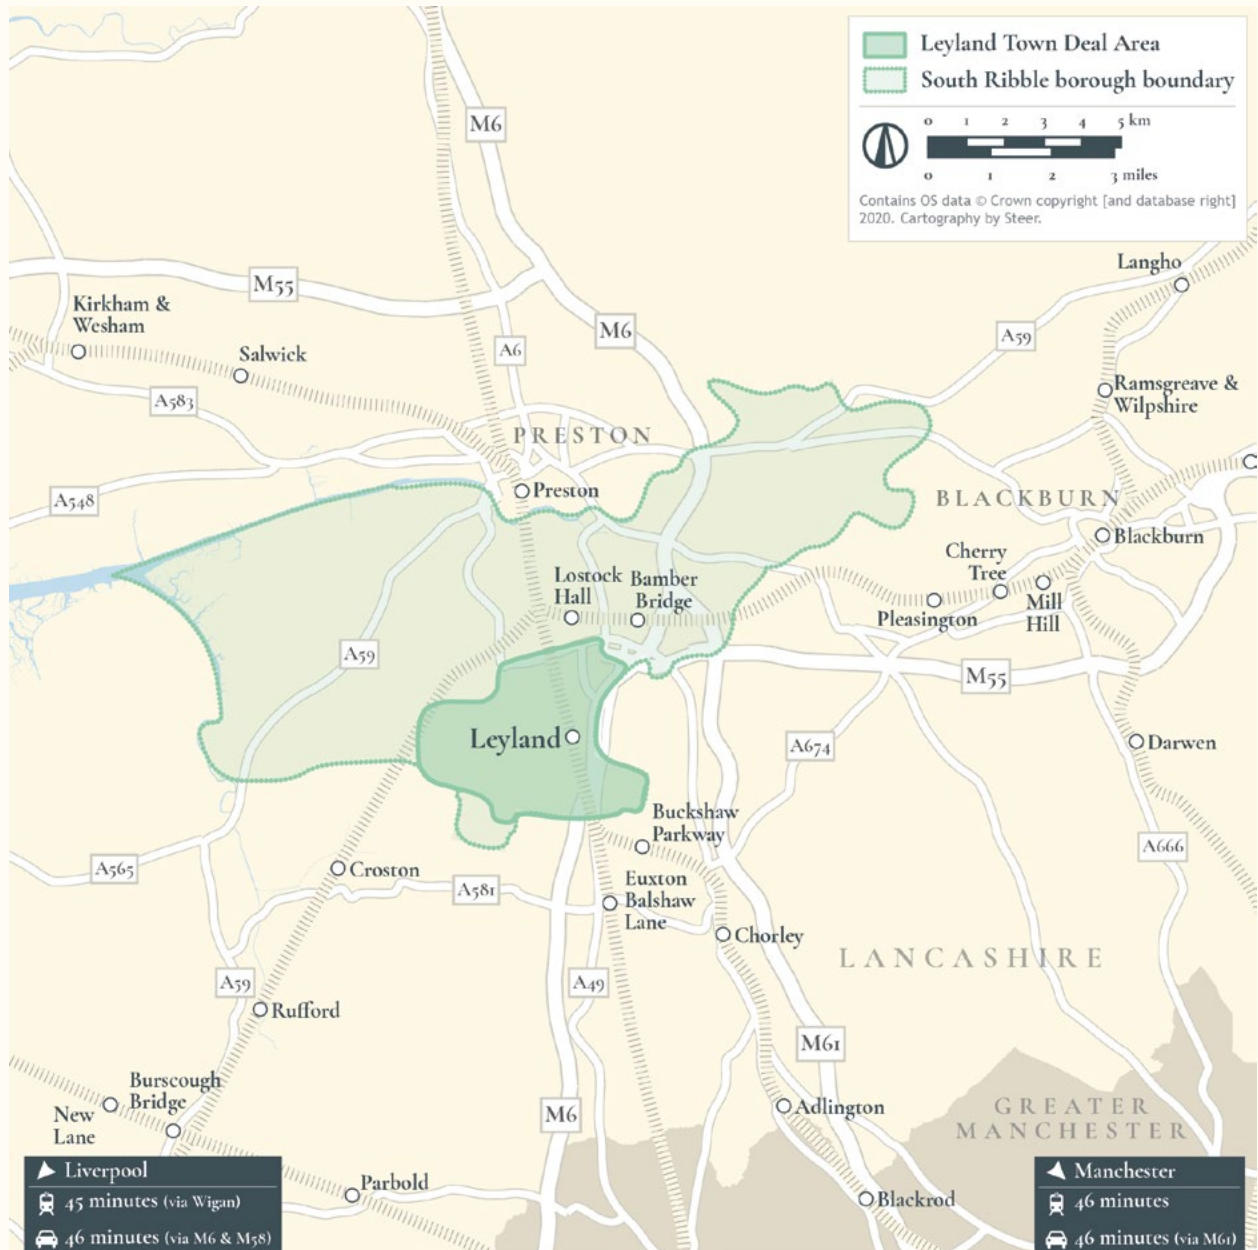 Leyland Town Deal Area
South Ribble borough boundary
0 1 2 3 4 5 km
0 1 2 3 miles
Contains OS data © Crown copyright [and database right]
2020. Cartography by Steer.
M6
Langho
M55
Kirkham &
Wesham
M6
A59
A6
Salwick
Ramsgreave &
Wilpshire
A583
PRESTON
A548
Preston
BLACKBURN
Blackburn
Cherry
Tree
Lostock
Hall
Bamber
Bridge
Pleasington
Mill
Hill
A59
M55
Leyland
A674
Darwen
Buckshaw
Parkway
A666
A565
Croston
A581
Euxton
Balshaw
Lane
Chorley
LANCASHIRE
A59
A49
Rufford
M61
Burscough
Bridge
New
Lane
M6
Adlington
GREATER
MANCHESTER
Parbold
Blackrod
Liverpool
45 minutes (via Wigan)
46 minutes (via M6 & M58)
Manchester
46 minutes
46 minutes (via M61)